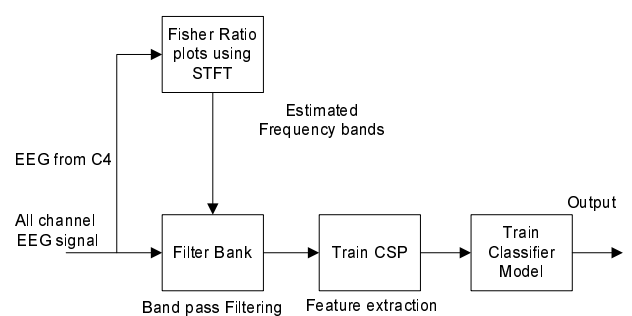 Fisher Ratio
plots using
STFT
Estimated
Frequency bands
EEG from C4
All channel
EEG signal
Filter Bank
Band pass Filtering
Train CSP
Feature extraction
Train
Classifier
Model
Output